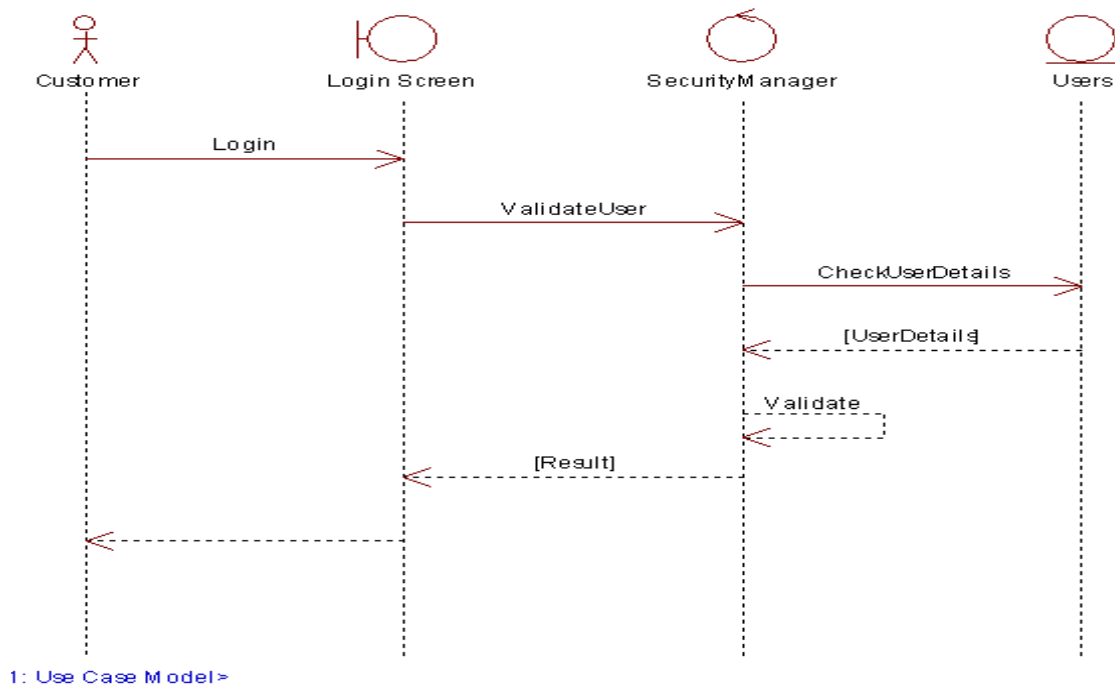 Customer
Login Screen
SecurityManager
Users
Login
ValidateUser
CheckUserDetails
[UserDetails]
Validate
[Result]
1: Use Case Model>